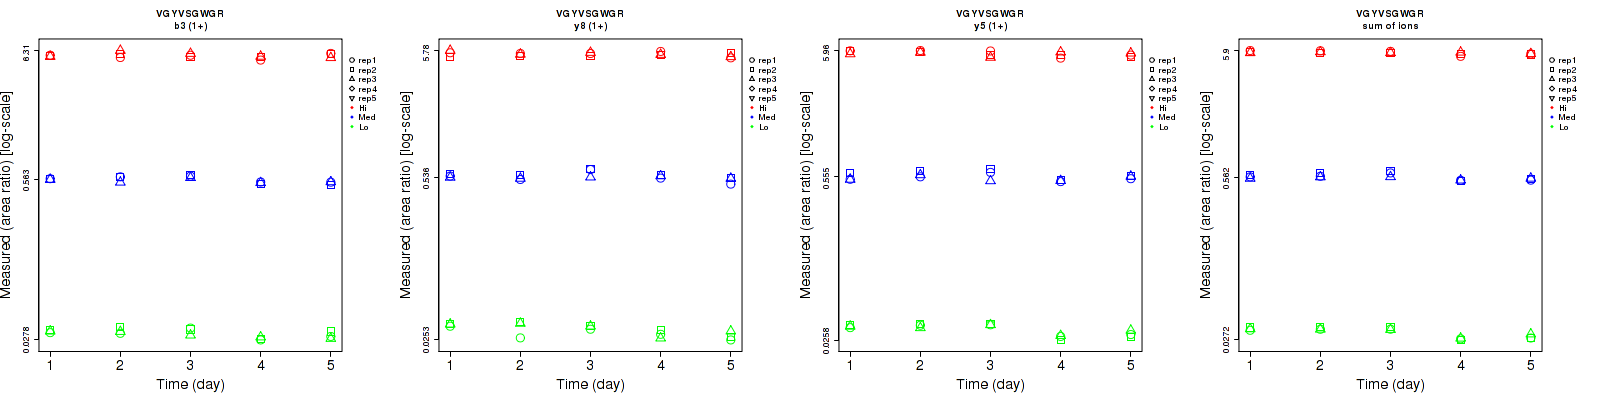 VGYVSGWGR
b3 (1+)
Measured (area ratio) [log-scale]
6.31
0.563
0.0278
1 2 3 4 5
Time (day)
rep1
rep2
rep3
rep4
rep5
Hi
Med
Lo
VGYVSGWGR
y8 (1+)
Measured (area ratio) [log-scale]
5.78
0.536
0.0253
1 2 3 4 5
Time (day)
rep1
rep2
rep3
rep4
rep5
Hi
Med
Lo
VGYVSGWGR
y5 (1+)
Measured (area ratio) [log-scale]
5.96
0.555
0.0258
1 2 3 4 5
Time (day)
rep1
rep2
rep3
rep4
rep5
Hi
Med
Lo
VGYVSGWGR
sum of ions
Measured (area ratio) [log-scale]
5.9
0.562
0.0272
1 2 3 4 5
Time (day)
rep1
rep2
rep3
rep4
rep5
Hi
Med
Lo